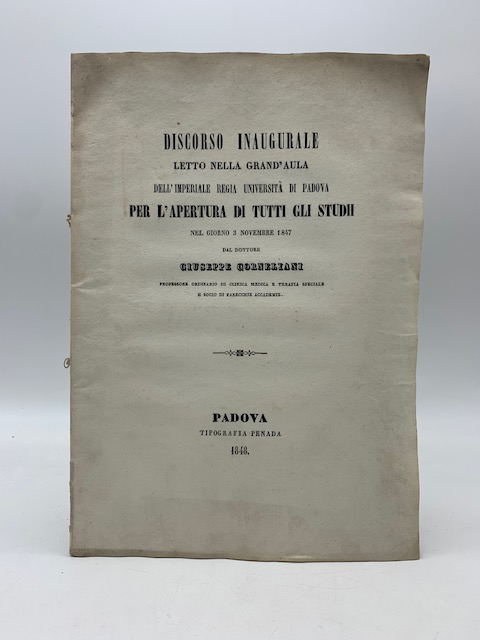 DISCORSO INAUGURALE
LETTO NELLA GRAND'AULA
DELL'IMPERIALE REGIA UNIVERSITÀ DI PADOVA
PER L'APERTURA DI TUTTI GLI STUDII
NEL GIORNO 3 NOVEMBRE 1847
DAL DOTTORE
GIUSEPPE CORNELIANI
PROFESSORE ORDINARIO DI CLINICA MEDICA E TERAPIA SPECIALE
E SOCIO DI PARECCHIE ACCADEMIE.
PADOVA
TIPOGRAFIA PENADA
1848.